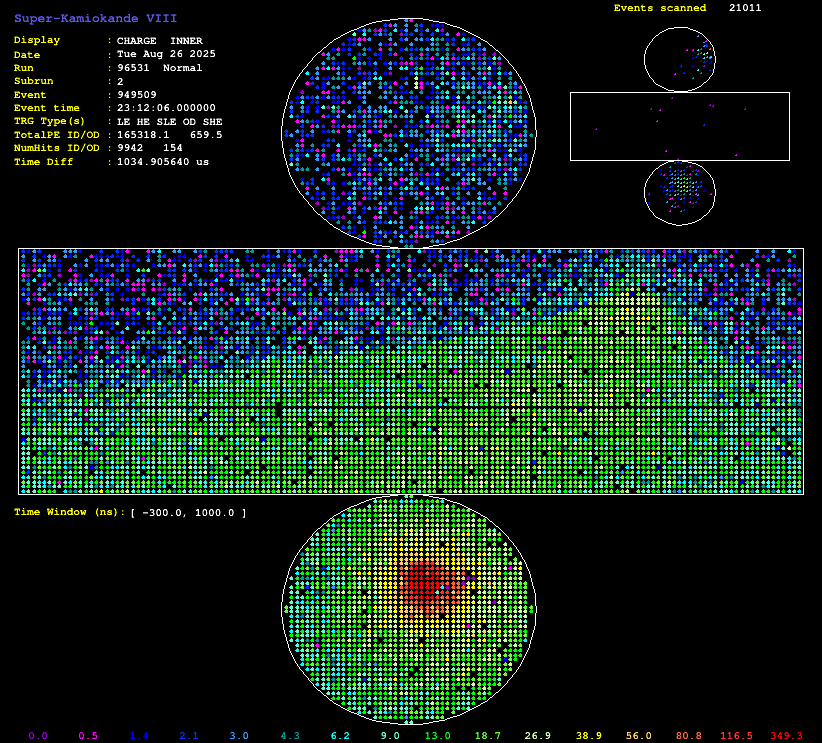 Super-Kamiokande VIII
Events scanned 21011
Display : CHARGE INNER
Date : Tue Aug 26 2025
Run : 96531 Normal
Subrun : 2
Event : 949509
Event time : 23:12:06.000000
TRG Type(s) : LE HE SLE OD SHE
TotalPE ID/OD : 165318.1 659.5
NumHits ID/OD : 9942 154
Time Diff : 1034.905640 us
Time Window (ns): [ -300.0, 1000.0 ]
0.0 0.5 1.4 2.1 3.0 4.3 6.2 9.0 13.0 18.7 26.9 38.9 56.0 80.8 116.5 349.3